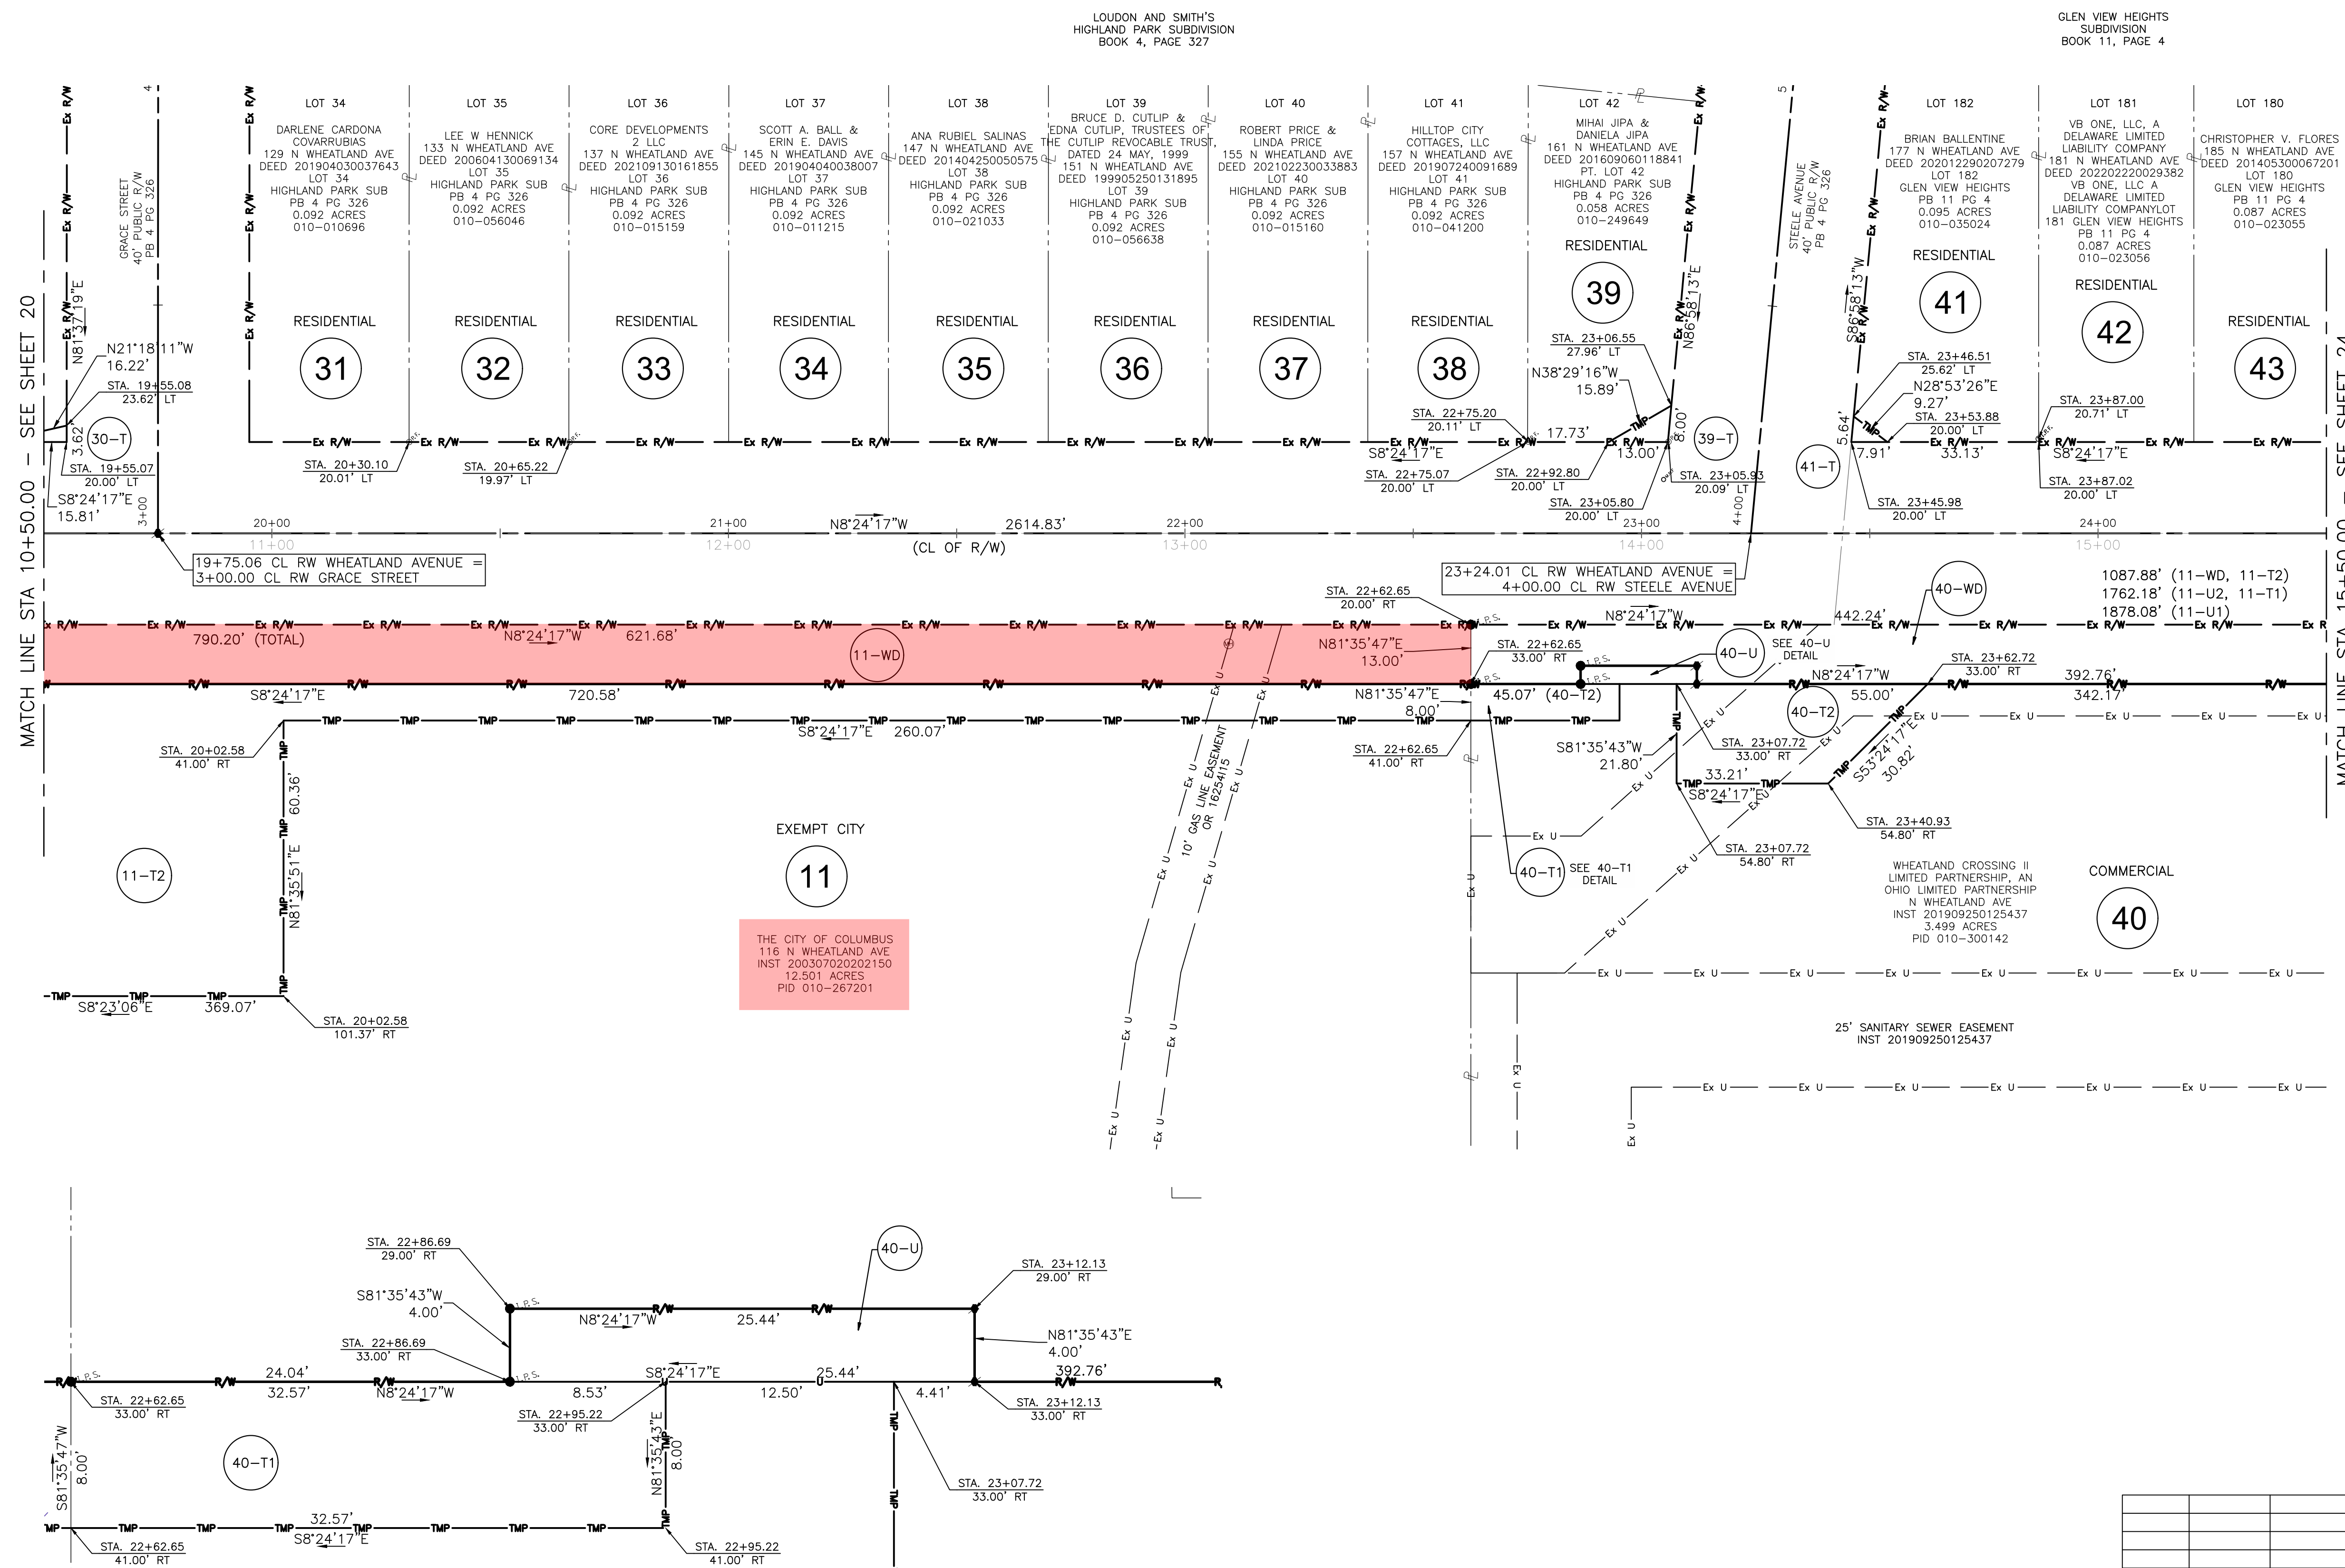 LOUDON AND SMITH'S
HIGHLAND PARK SUBDIVISION
BOOK 4, PAGE 327
GLEN VIEW HEIGHTS
SUBDIVISION
BOOK 11, PAGE 4
MATCH LINE STA 10+50.00 - SEE SHEET 20
GRACE STREET
40' PUBLIC R/W
PB 4 PG 326
4
3+00
N81°37'19"E
N21°18'11"W
16.22'
STA. 19+55.08
23.62' LT
3.62'
30-T
STA. 19+55.07
20.00' LT
S8°24'17"E
15.81'
LOT 34
DARLENE CARDONA
COVARRUBIAS
129 N WHEATLAND AVE
DEED 201904030037643
LOT 34
HIGHLAND PARK SUB
PB 4 PG 326
0.092 ACRES
010-010696
RESIDENTIAL
31
LOT 35
LEE W HENNICK
133 N WHEATLAND AVE
DEED 200604130069134
LOT 35
HIGHLAND PARK SUB
PB 4 PG 326
0.092 ACRES
010-056046
RESIDENTIAL
32
LOT 36
CORE DEVELOPMENTS
2 LLC
137 N WHEATLAND AVE
DEED 202109130161855
LOT 36
HIGHLAND PARK SUB
PB 4 PG 326
0.092 ACRES
010-015159
RESIDENTIAL
33
LOT 37
SCOTT A. BALL &
ERIN E. DAVIS
145 N WHEATLAND AVE
DEED 201904040038007
LOT 37
HIGHLAND PARK SUB
PB 4 PG 326
0.092 ACRES
010-011215
RESIDENTIAL
34
LOT 38
ANA RUBIEL SALINAS
147 N WHEATLAND AVE
DEED 201404250050575
LOT 38
HIGHLAND PARK SUB
PB 4 PG 326
0.092 ACRES
010-021033
RESIDENTIAL
35
LOT 39
BRUCE D. CUTLIP &
EDNA CUTLIP, TRUSTEES OF
THE CUTLIP REVOCABLE TRUST,
DATED 24 MAY, 1999
151 N WHEATLAND AVE
DEED 199905250131895
LOT 39
HIGHLAND PARK SUB
PB 4 PG 326
0.092 ACRES
010-056638
RESIDENTIAL
36
LOT 40
ROBERT PRICE &
LINDA PRICE
155 N WHEATLAND AVE
DEED 202102230033883
LOT 40
HIGHLAND PARK SUB
PB 4 PG 326
0.092 ACRES
010-015160
RESIDENTIAL
37
LOT 41
HILLTOP CITY
COTTAGES, LLC
157 N WHEATLAND AVE
DEED 201907240091689
LOT 41
HIGHLAND PARK SUB
PB 4 PG 326
0.092 ACRES
010-041200
RESIDENTIAL
38
LOT 42
MIHAI JIPA &
DANIELA JIPA
161 N WHEATLAND AVE
DEED 201609060118841
PT. LOT 42
HIGHLAND PARK SUB
PB 4 PG 326
0.058 ACRES
010-249649
RESIDENTIAL
39
STEELE AVENUE
40' PUBLIC R/W
PB 4 PG 326
5
4+00
N86°58'13"E
S86°58'13"W
LOT 182
BRIAN BALLENTINE
177 N WHEATLAND AVE
DEED 202012290207279
LOT 182
GLEN VIEW HEIGHTS
PB 11 PG 4
0.095 ACRES
010-035024
RESIDENTIAL
41
LOT 181
VB ONE, LLC, A
DELAWARE LIMITED
LIABILITY COMPANY
181 N WHEATLAND AVE
DEED 202202220029382
VB ONE, LLC A
DELAWARE LIMITED
LIABILITY COMPANYLOT
181 GLEN VIEW HEIGHTS
PB 11 PG 4
0.087 ACRES
010-023056
RESIDENTIAL
42
LOT 180
CHRISTOPHER V. FLORES
185 N WHEATLAND AVE
DEED 201405300067201
LOT 180
GLEN VIEW HEIGHTS
PB 11 PG 4
0.087 ACRES
010-023055
RESIDENTIAL
43
Ex R/W
STA. 20+30.10
20.01' LT
STA. 20+65.22
19.97' LT
STA. 22+75.20
20.11' LT
S8°24'17"E
STA. 22+75.07
20.00' LT
17.73'
STA. 23+06.55
27.96' LT
N38°29'16"W
15.89'
TMP
13.00'
8.00'
39-T
STA. 22+92.80
20.00' LT
STA. 23+05.80
20.00' LT
STA. 23+05.93
20.09' LT
41-T
5.64'
STA. 23+46.51
25.62' LT
N28°53'26"E
9.27'
STA. 23+53.88
20.00' LT
7.91'
33.13'
STA. 23+45.98
20.00' LT
STA. 23+87.00
20.71' LT
S8°24'17"E
STA. 23+87.02
20.00' LT
20+00
21+00
22+00
23+00
24+00
11+00
12+00
13+00
14+00
15+00
N8°24'17"W
2614.83'
(CL OF R/W)
19+75.06 CL RW WHEATLAND AVENUE =
3+00.00 CL RW GRACE STREET
23+24.01 CL RW WHEATLAND AVENUE =
4+00.00 CL RW STEELE AVENUE
1087.88' (11-WD, 11-T2)
1762.18' (11-U2, 11-T1)
1878.08' (11-U1)
790.20' (TOTAL)
N8°24'17"W
621.68'
11-WD
STA. 22+62.65
20.00' RT
N81°35'47"E
13.00'
STA. 22+62.65
33.00' RT
N8°24'17"W
442.24'
40-WD
40-U
SEE 40-U
DETAIL
S8°24'17"E
720.58'
N81°35'47"E
8.00'
45.07' (40-T2)
N8°24'17"W
55.00'
392.76'
342.17'
STA. 23+62.72
33.00' RT
STA. 20+02.58
41.00' RT
S8°24'17"E
260.07'
STA. 22+62.65
41.00' RT
40-T2
S81°35'43"W
21.80'
STA. 23+07.72
33.00' RT
33.21'
S8°24'17"E
S53°24'17"E
30.82'
STA. 23+40.93
54.80' RT
STA. 23+07.72
54.80' RT
60.36'
N81°35'51"E
11-T2
S8°23'06"E
369.07'
STA. 20+02.58
101.37' RT
EXEMPT CITY
11
THE CITY OF COLUMBUS
116 N WHEATLAND AVE
INST 200307020202150
12.501 ACRES
PID 010-267201
10' GAS LINE EASEMENT
OR 16254I15
Ex U
40-T1
SEE 40-T1
DETAIL
WHEATLAND CROSSING II
LIMITED PARTNERSHIP, AN
OHIO LIMITED PARTNERSHIP
N WHEATLAND AVE
INST 201909250125437
3.499 ACRES
PID 010-300142
COMMERCIAL
40
25' SANITARY SEWER EASEMENT
INST 201909250125437
STA. 22+86.69
29.00' RT
40-U
STA. 23+12.13
29.00' RT
S81°35'43"W
4.00'
N8°24'17"W
25.44'
N81°35'43"E
4.00'
STA. 22+86.69
33.00' RT
I.P.S.
24.04'
32.57'
N8°24'17"W
S8°24'17"E
25.44'
392.76'
8.53'
12.50'
4.41'
STA. 22+62.65
33.00' RT
STA. 22+95.22
33.00' RT
STA. 23+12.13
33.00' RT
S81°35'47"W
8.00'
40-T1
N81°35'43"E
8.00'
STA. 23+07.72
33.00' RT
32.57'
S8°24'17"E
STA. 22+62.65
41.00' RT
STA. 22+95.22
41.00' RT